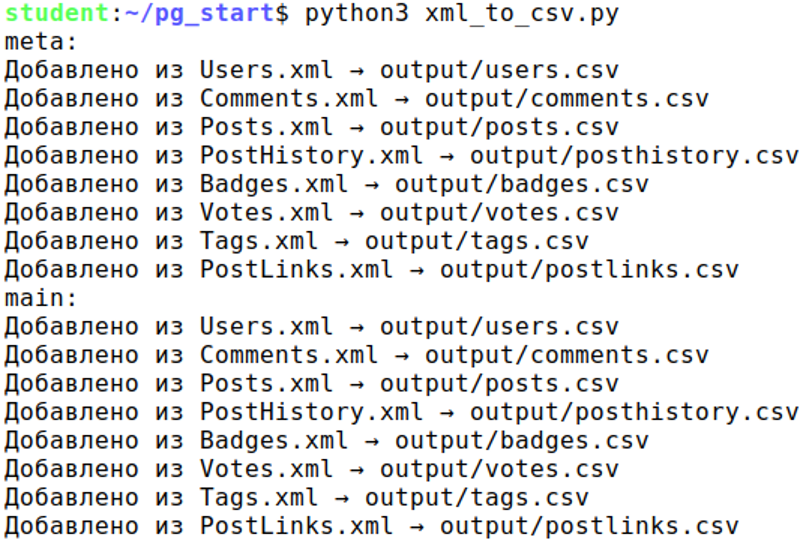 student:~/pg_start$ python3 xml_to_csv.py
meta:
Добавлено из Users.xml → output/users.csv
Добавлено из Comments.xml → output/comments.csv
Добавлено из Posts.xml → output/posts.csv
Добавлено из PostHistory.xml → output/posthistory.csv
Добавлено из Badges.xml → output/badges.csv
Добавлено из Votes.xml → output/votes.csv
Добавлено из Tags.xml → output/tags.csv
Добавлено из PostLinks.xml → output/postlinks.csv
main:
Добавлено из Users.xml → output/users.csv
Добавлено из Comments.xml → output/comments.csv
Добавлено из Posts.xml → output/posts.csv
Добавлено из PostHistory.xml → output/posthistory.csv
Добавлено из Badges.xml → output/badges.csv
Добавлено из Votes.xml → output/votes.csv
Добавлено из Tags.xml → output/tags.csv
Добавлено из PostLinks.xml → output/postlinks.csv